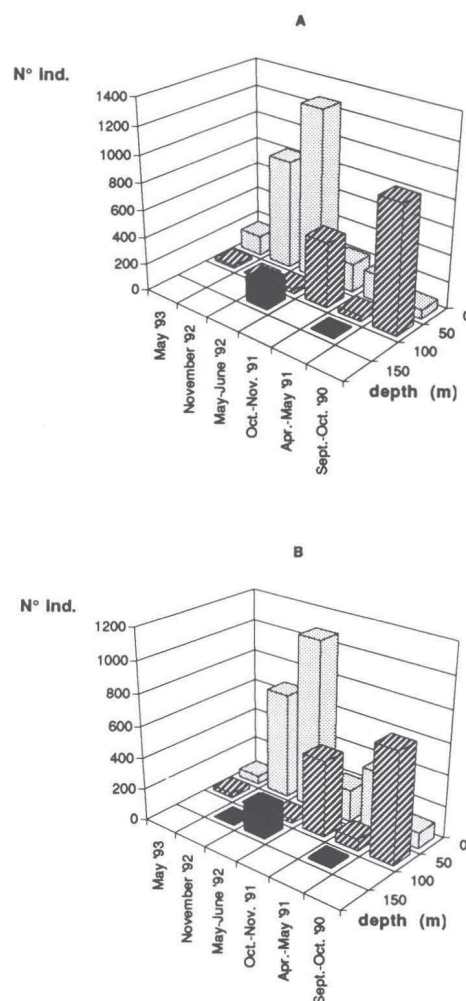 A
N° Ind.
1400
1200
1000
800
600
400
200
0
May '93
November '92
May-June '92
Oct.-Nov. '91
Apr.-May '91
Sept.-Oct. '90
0
50
100
150
depth (m)
B
N° Ind.
1200
1000
800
600
400
200
0
May '93
November '92
May-June '92
Oct.-Nov. '91
Apr.-May '91
Sept.-Oct. '90
0
50
100
150
depth (m)